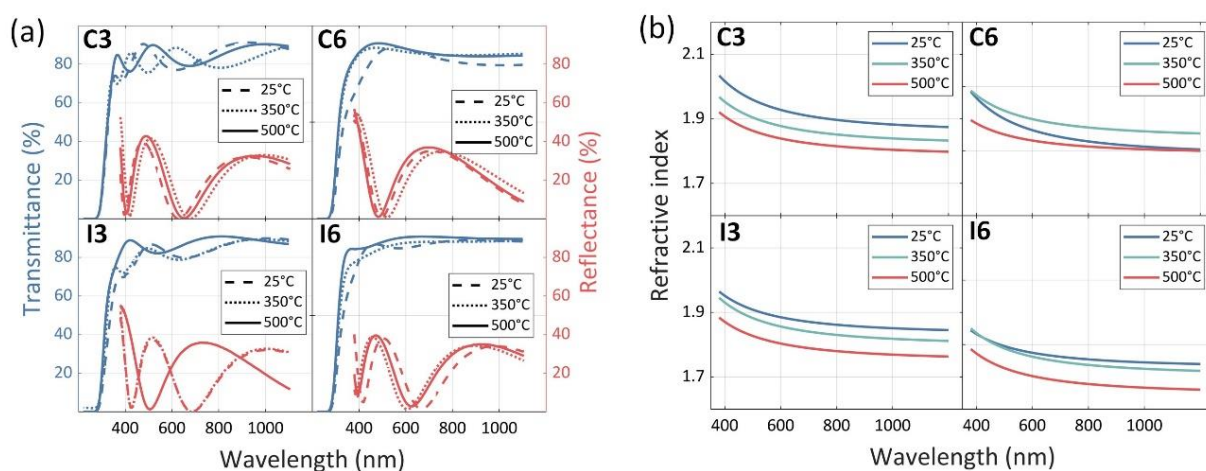 (a)
C3
80
60
40
20
25°C
350°C
500°C
C6
25°C
350°C
500°C
80
60
40
20
I3
80
60
40
20
25°C
350°C
500°C
I6
25°C
350°C
500°C
80
60
40
20
Transmittance (%)
Reflectance (%)
400 600 800 1000 400 600 800 1000
Wavelength (nm)
(b)
C3
2.1
1.9
1.7
25°C
350°C
500°C
C6
25°C
350°C
500°C
I3
2.1
1.9
1.7
25°C
350°C
500°C
I6
25°C
350°C
500°C
Refractive index
400 600 800 1000 400 600 800 1000
Wavelength (nm)